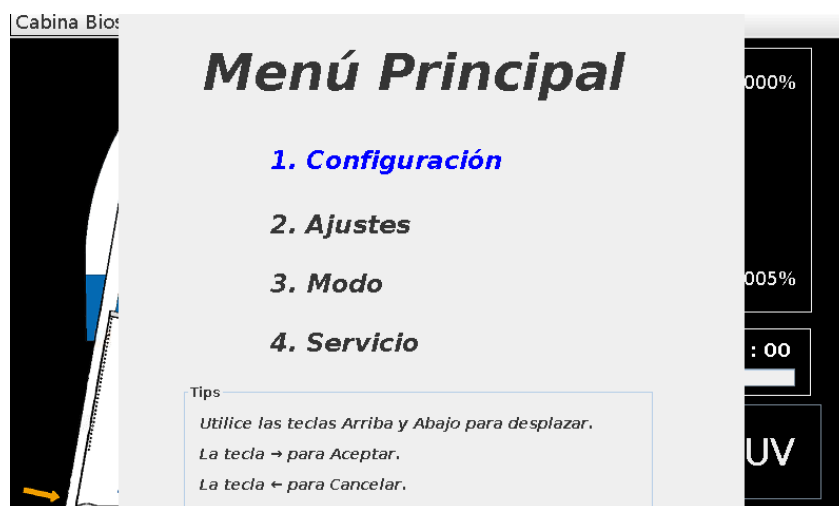 Cabina Bios
Menú Principal
000%
1. Configuración
2. Ajustes
005%
3. Modo
4. Servicio
: 00
Tips
Utilice las teclas Arriba y Abajo para desplazar.
La tecla → para Aceptar.
UV
La tecla ← para Cancelar.